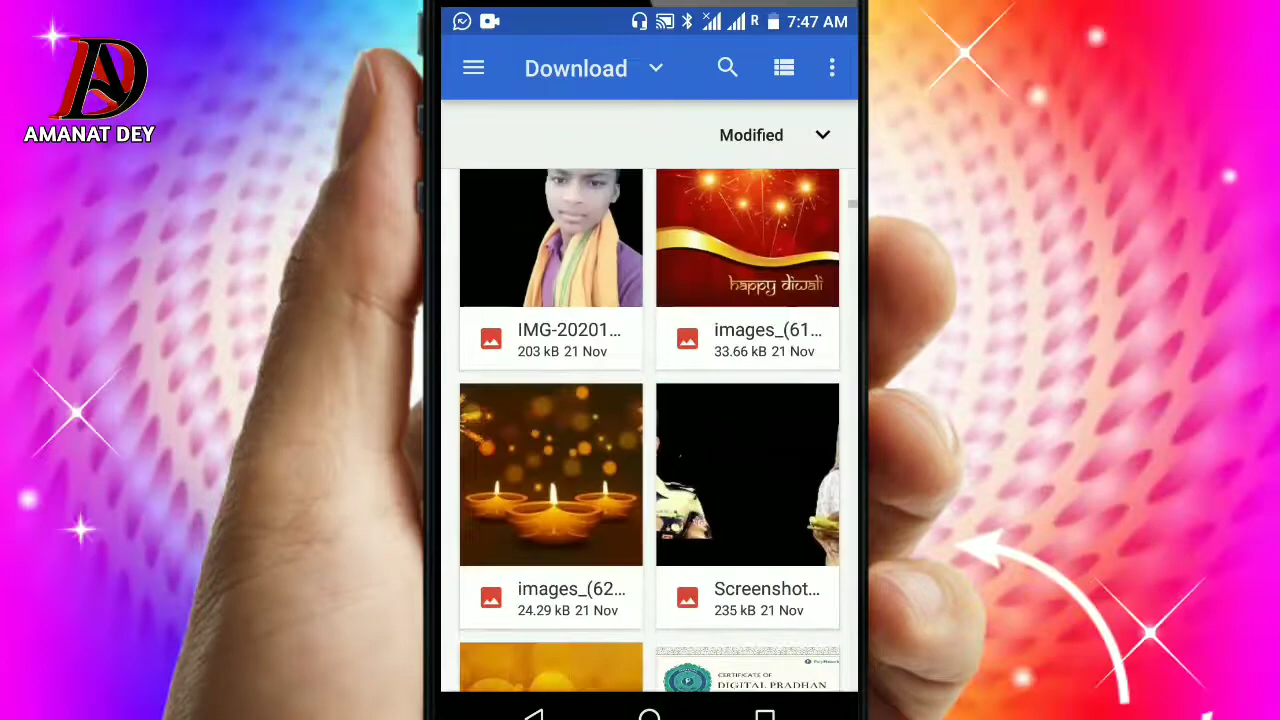 AMANAT DEY
R 7:47 AM
Download
Modified
happy diwali
IMG-20201...
203 kB 21 Nov
images_(61...
33.66 kB 21 Nov
images_(62...
24.29 kB 21 Nov
Screenshot...
235 kB 21 Nov
CERTIFICATE OF
DIGITAL PRADHAN